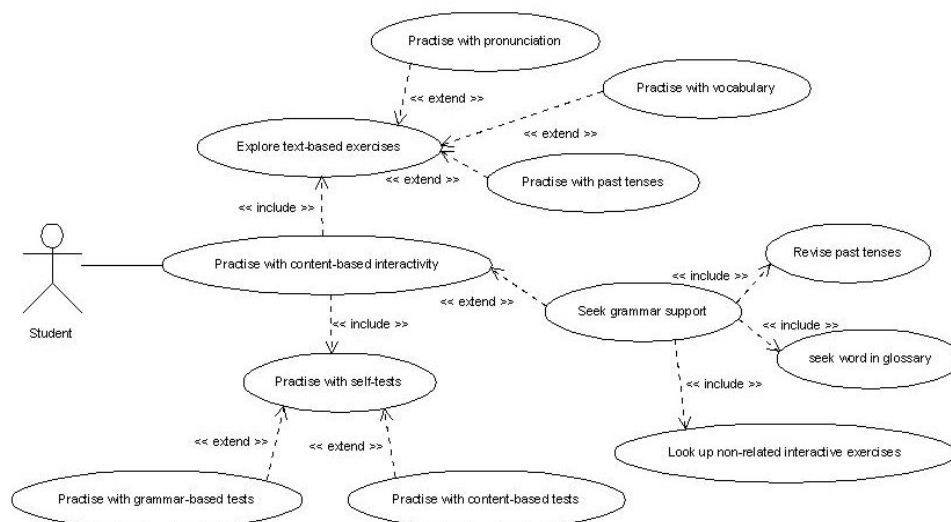 Practise with pronunciation
Practise with vocabulary
<< extend >>
<< extend >>
Explore text-based exercises
<< extend >>
Practise with past tenses
<< include >>
Revise past tenses
Practise with content-based interactivity
<< include >>
<< extend >>
Seek grammar support
Student
<< include >>
<< include >>
seek word in glossary
Practise with self-tests
<< include >>
<< extend >>
<< extend >>
Look up non-related interactive exercises
Practise with grammar-based tests
Practise with content-based tests